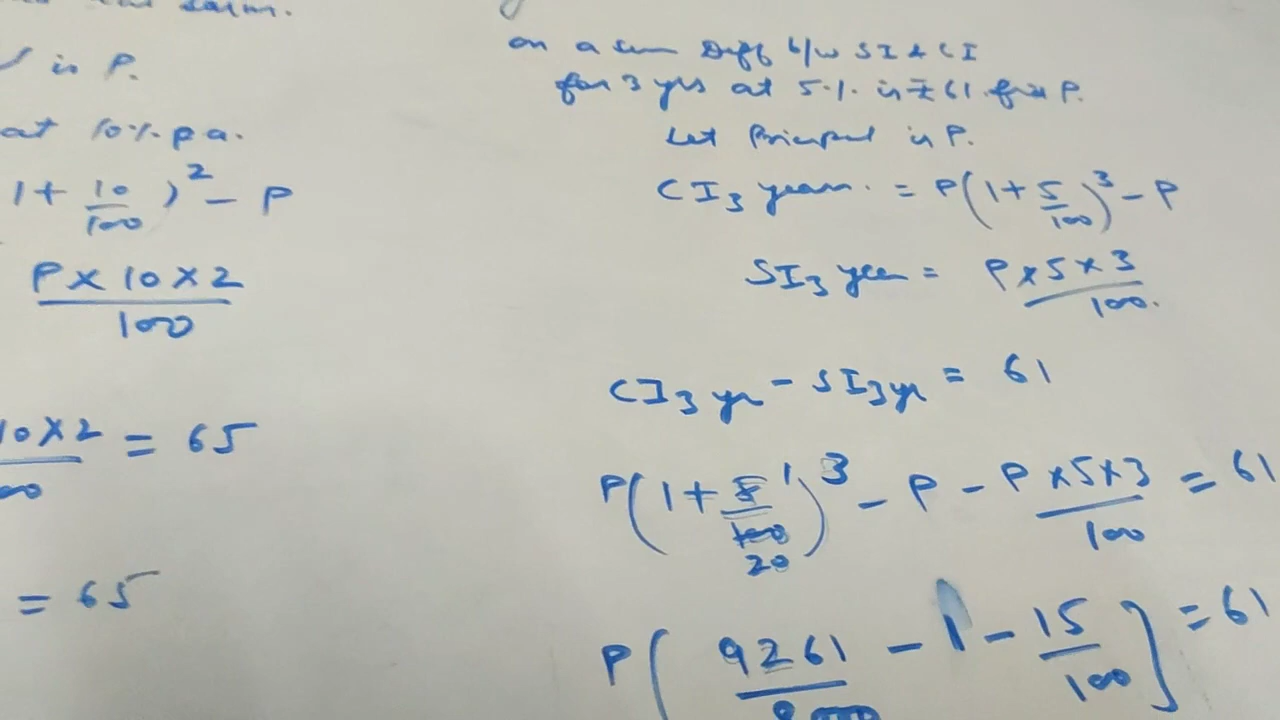 is P.
at 10% p a.
1 + 10/100 )² - P
P × 10 × 2 / 100
10 × 2 = 65
= 65
on a sum Diff b/w SI & CI
for 3 yrs at 5% is ₹ 61. find P.
Let Principal is P.
CI3 years. = P(1 + 5/100)³ - P
SI3 year = P × 5 × 3 / 100.
CI3 yr - SI3 yr = 61
P(1 + 5 1 / 100 20)³ - P - P × 5 × 3 / 100 = 61
P[ 9261 - 1 - 15/100 ] = 61